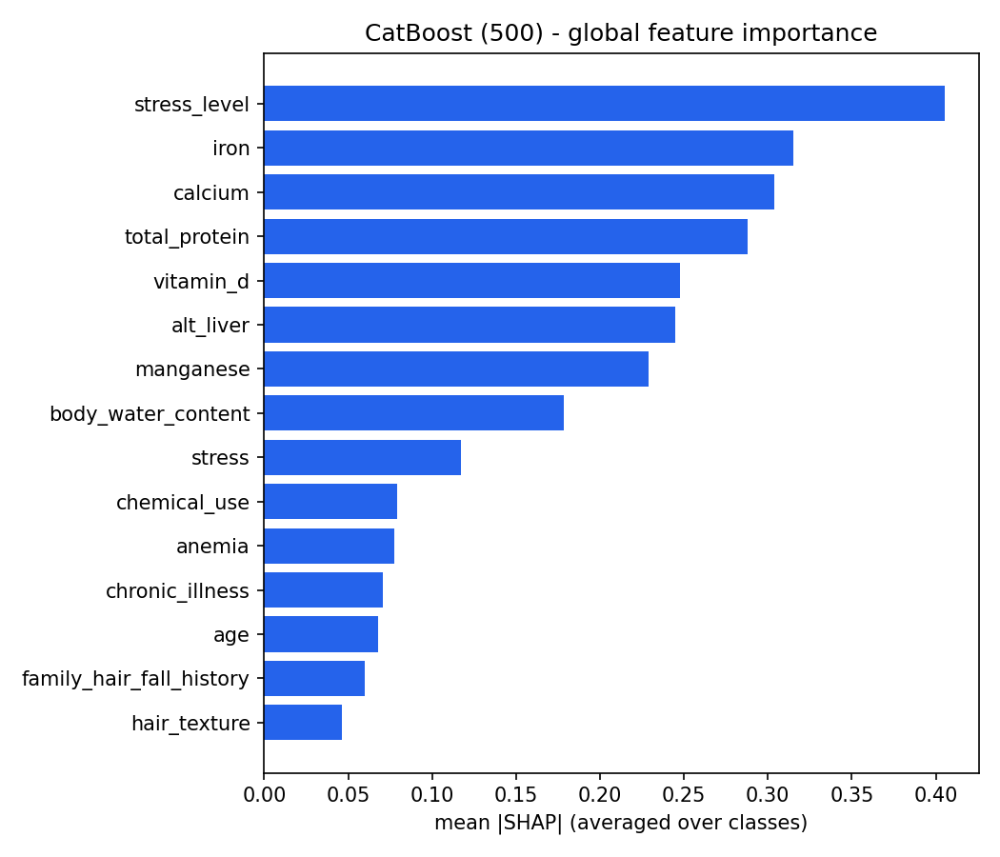 CatBoost (500) - global feature importance
stress_level
iron
calcium
total_protein
vitamin_d
alt_liver
manganese
body_water_content
stress
chemical_use
anemia
chronic_illness
age
family_hair_fall_history
hair_texture
0.00 0.05 0.10 0.15 0.20 0.25 0.30 0.35 0.40
mean |SHAP| (averaged over classes)